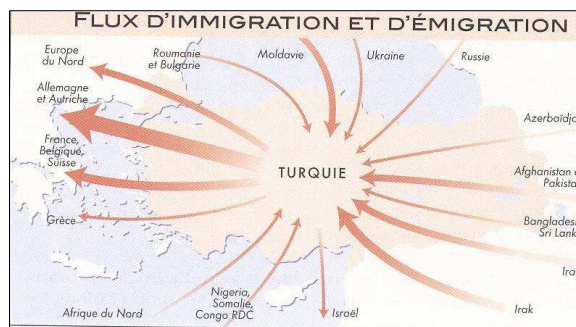 FLUX D'IMMIGRATION ET D'ÉMIGRATION
Europe
du Nord
Roumanie
et Bulgarie
Moldavie
Ukraine
Russie
Allemagne
et Autriche
Azerbaïdj
France,
Belgique,
Suisse
TURQUIE
Afghanistan e
Pakista
Grèce
Bangladesh
Sri Lank
Ira
Afrique du Nord
Nigeria,
Somalie,
Congo RDC
Israël
Irak